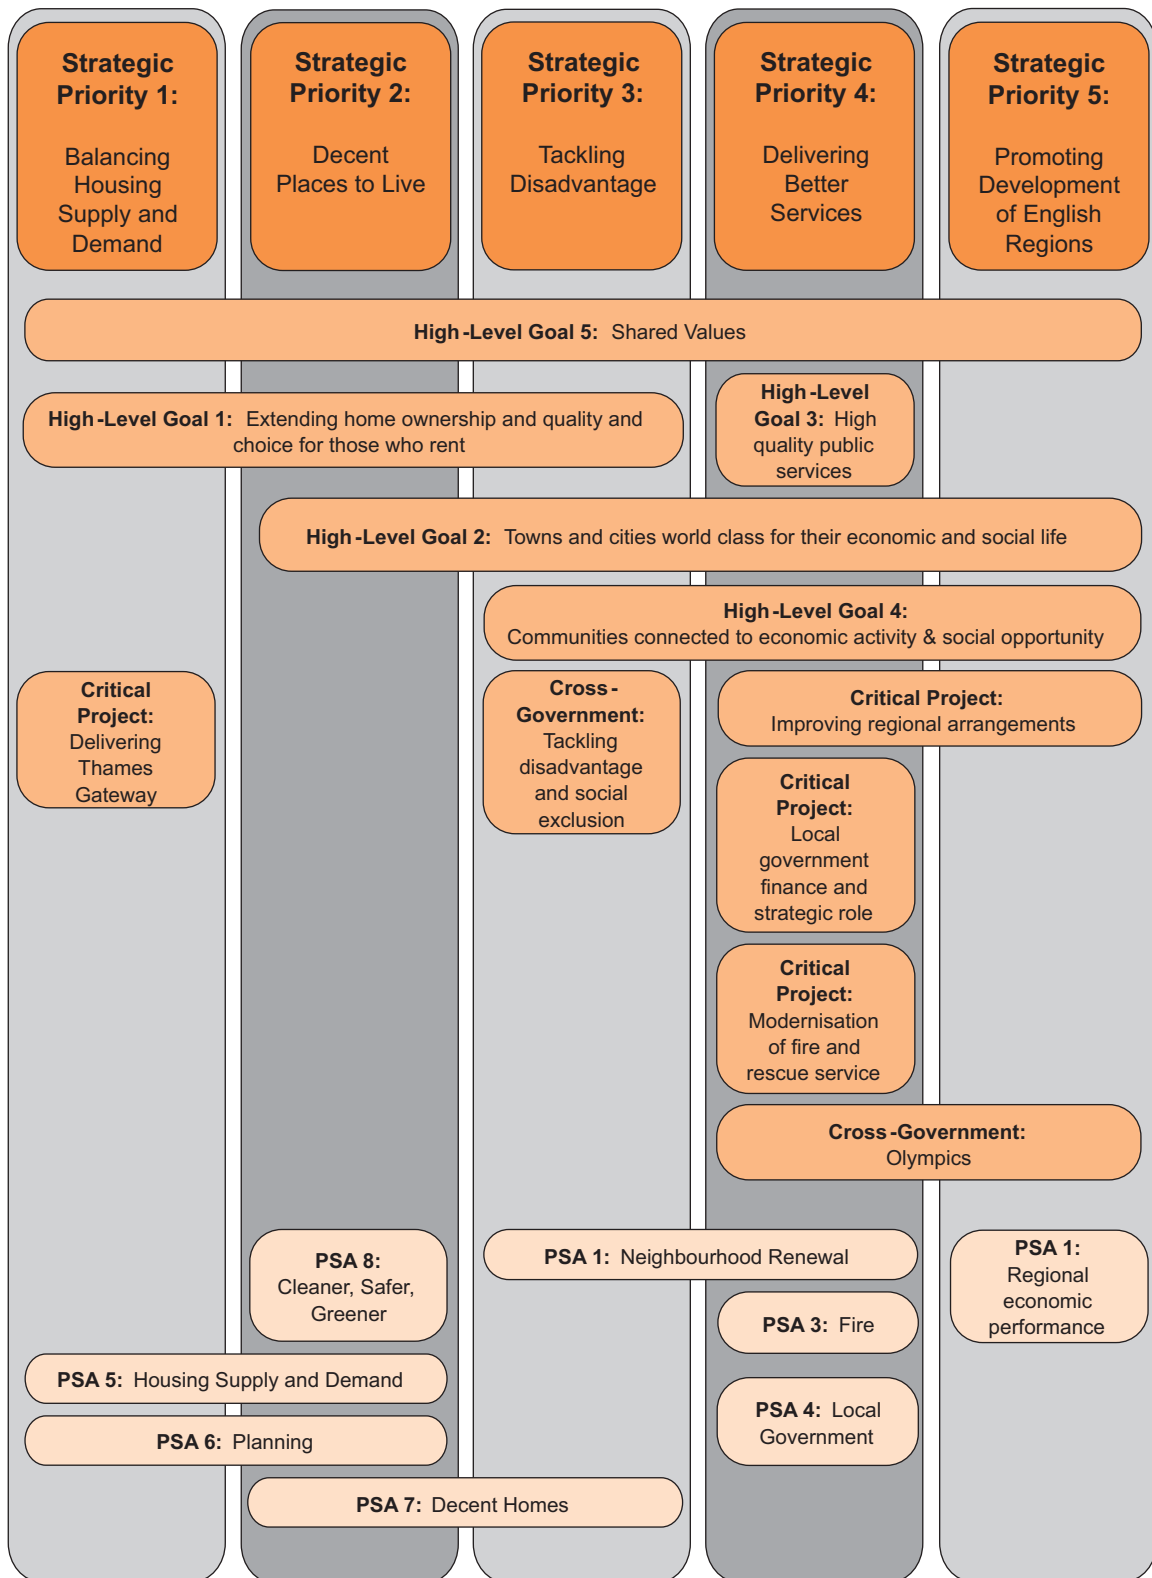 Strategic
Priority 1:
Balancing
Housing
Supply and
Demand
Strategic
Priority 2:
Decent
Places to Live
Strategic
Priority 3:
Tackling
Disadvantage
Strategic
Priority 4:
Delivering
Better
Services
Strategic
Priority 5:
Promoting
Development
of English
Regions
High-Level Goal 5: Shared Values
High-Level Goal 1: Extending home ownership and quality and
choice for those who rent
High-Level
Goal 3: High
quality public
services
High-Level Goal 2: Towns and cities world class for their economic and social life
High-Level Goal 4:
Communities connected to economic activity & social opportunity
Critical
Project:
Delivering
Thames
Gateway
Cross-
Government:
Tackling
disadvantage
and social
exclusion
Critical Project:
Improving regional arrangements
Critical
Project:
Local
government
finance and
strategic role
Critical
Project:
Modernisation
of fire and
rescue service
Cross-Government:
Olympics
PSA 8:
Cleaner, Safer,
Greener
PSA 1: Neighbourhood Renewal
PSA 1:
Regional
economic
performance
PSA 3: Fire
PSA 5: Housing Supply and Demand
PSA 4: Local
Government
PSA 6: Planning
PSA 7: Decent Homes